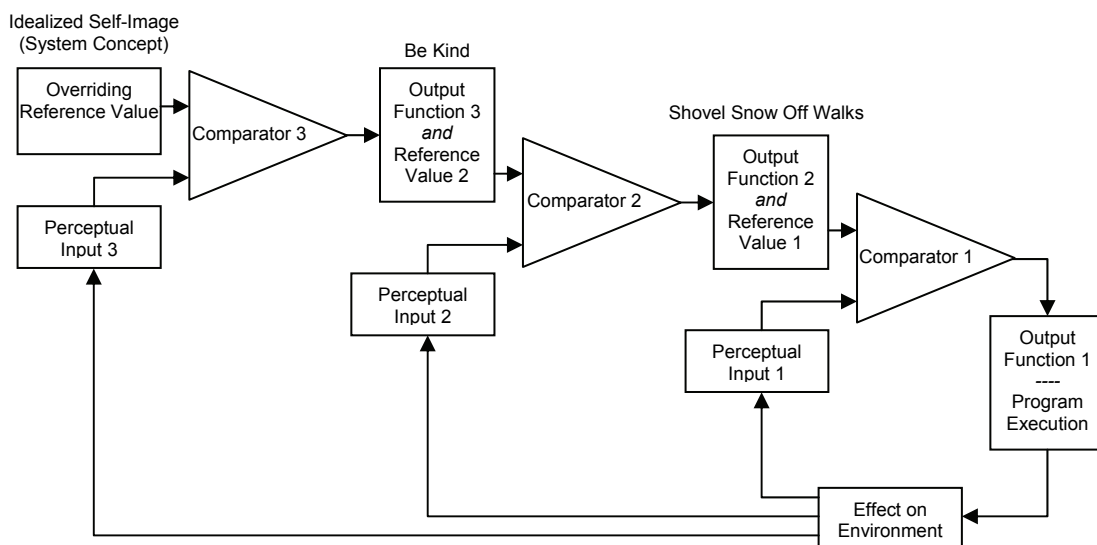 Idealized Self-Image
(System Concept)
Overriding
Reference Value
Comparator 3
Perceptual
Input 3
Be Kind
Output
Function 3
and
Reference
Value 2
Comparator 2
Perceptual
Input 2
Shovel Snow Off Walks
Output
Function 2
and
Reference
Value 1
Comparator 1
Perceptual
Input 1
Output
Function 1
----
Program
Execution
Effect on
Environment